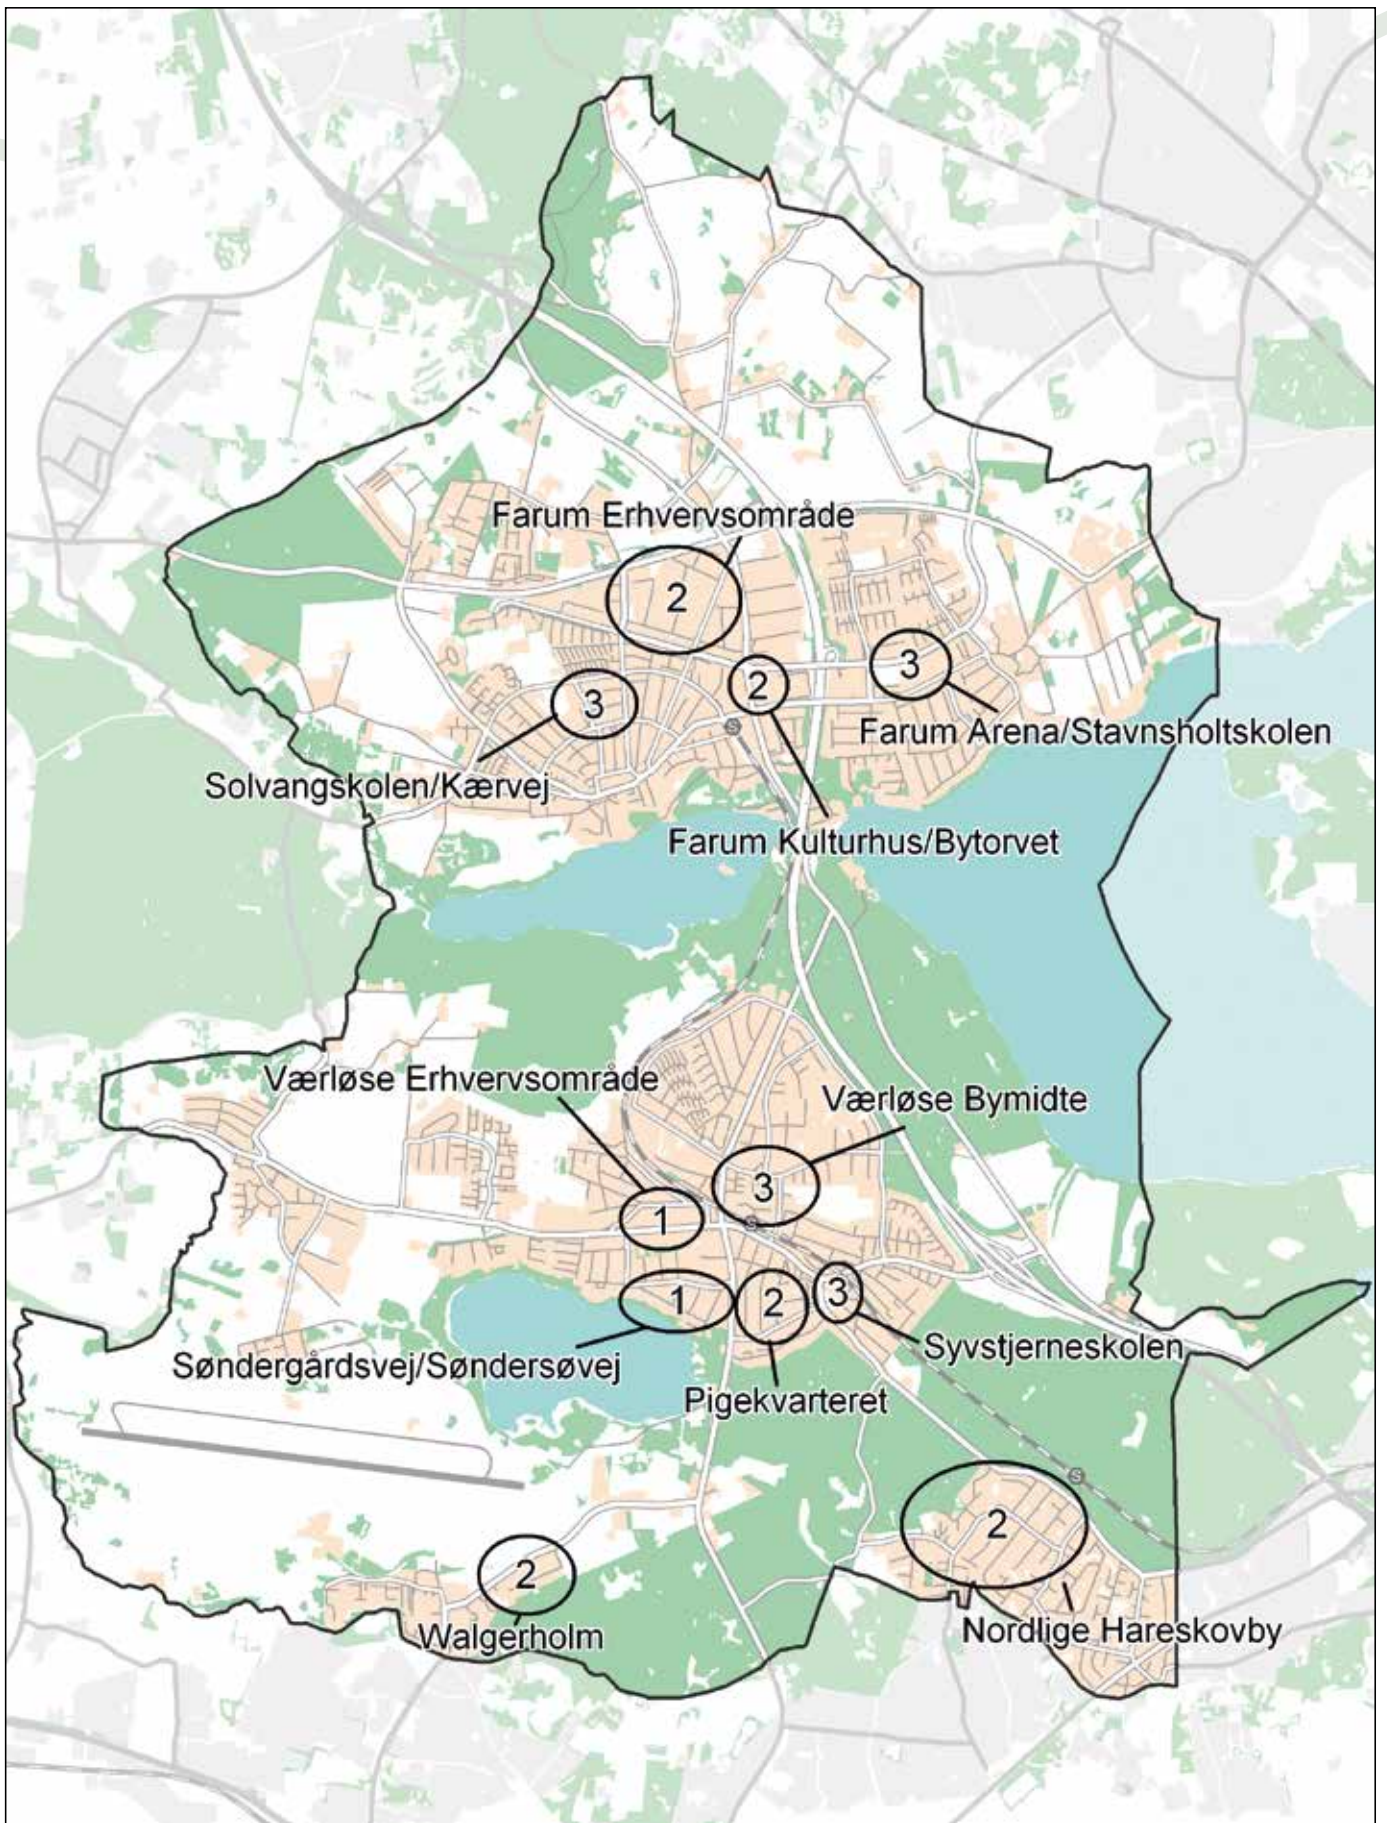 Farum Erhvervsområde
2
3
2
3
Farum Arena/Stavnsholtskolen
Solvangskolen/Kærvej
Farum Kulturhus/Bytorvet
Værløse Erhvervsområde
Værløse Bymidte
3
1
S
1
2
3
Syvstjerneskolen
Søndergårdsvej/Søndersøvej
Pigekvarteret
S
2
2
Nordlige Hareskovby
Walgerholm